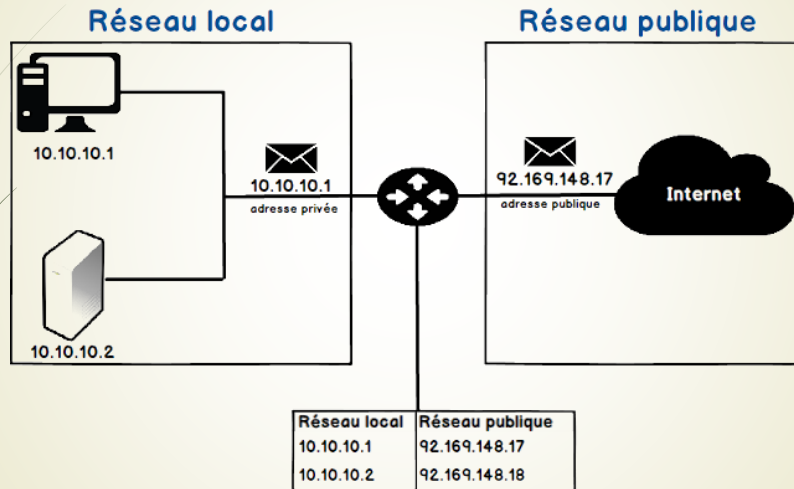 Réseau local
Réseau publique
10.10.10.1
10.10.10.1
adresse privée
92.169.148.17
adresse publique
Internet
10.10.10.2
Réseau local Réseau publique
10.10.10.1 92.169.148.17
10.10.10.2 92.169.148.18